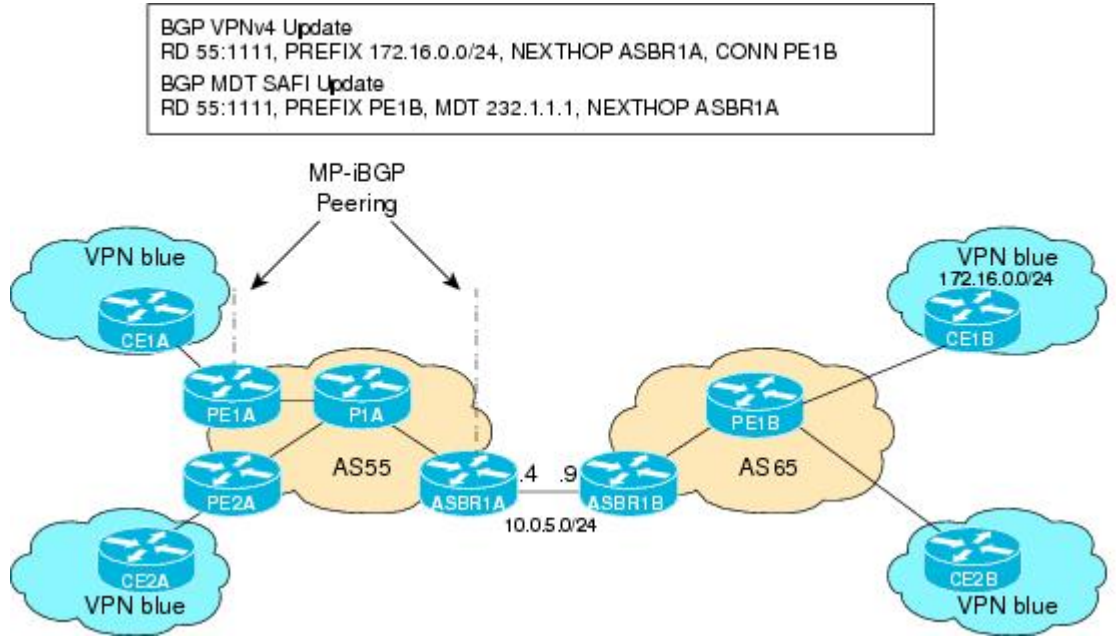 BGP VPNv4 Update
RD 55:1111, PREFIX 172.16.0.0/24, NEXTHOP ASBR1A, CONN PE1B
BGP MDT SAFI Update
RD 55:1111, PREFIX PE1B, MDT 232.1.1.1, NEXTHOP ASBR1A
MP-iBGP
Peering
VPN blue
CE1A
VPN blue
172.16.0.0/24
CE1B
PE1A
P1A
PE1B
AS55
AS65
PE2A
ASBR1A
.4
.9
ASBR1B
10.0.5.0/24
CE2A
VPN blue
CE2B
VPN blue